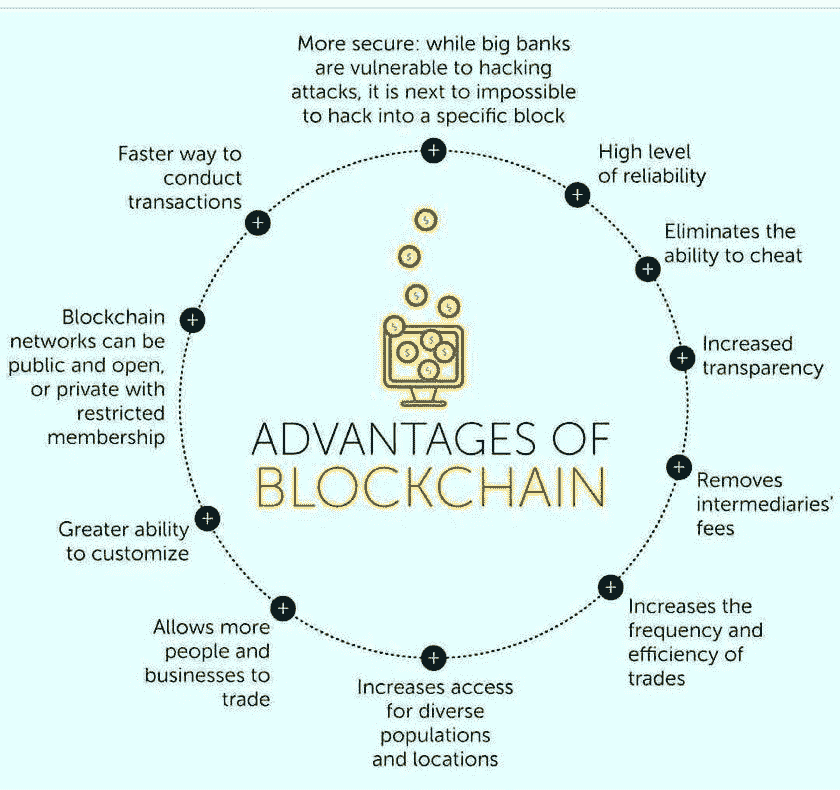 More secure: while big banks
are vulnerable to hacking
attacks, it is next to impossible
to hack into a specific block
High level
of reliability
Eliminates the
ability to cheat
Increased
transparency
Removes
intermediaries'
fees
Increases the
frequency and
efficiency of
trades
Increases access
for diverse
populations
and locations
Allows more
people and
businesses to
trade
Greater ability
to customize
Blockchain
networks can be
public and open,
or private with
restricted
membership
Faster way to
conduct
transactions
ADVANTAGES OF
BLOCKCHAIN